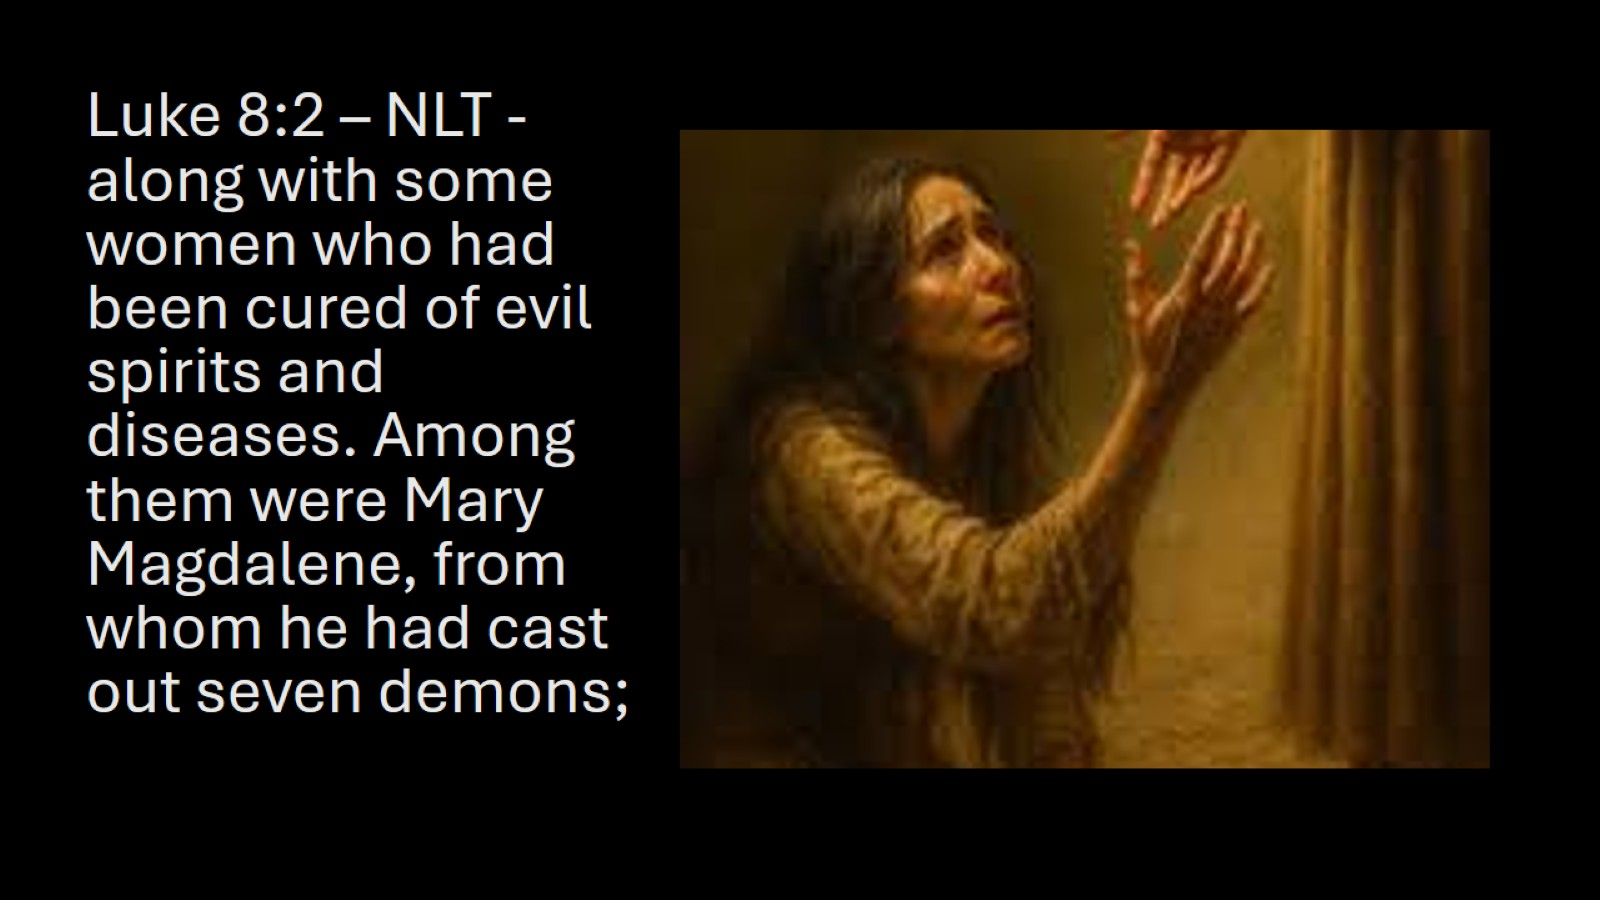 Luke 8:2 – NLT -
along with some
women who had
been cured of evil
spirits and
diseases. Among
them were Mary
Magdalene, from
whom he had cast
out seven demons;